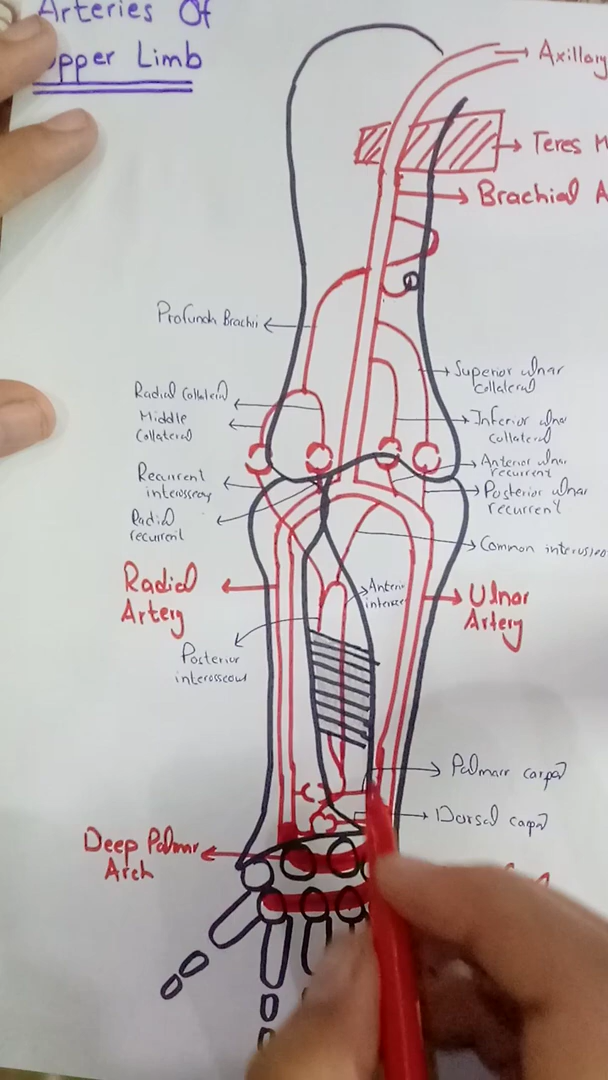 Arteries Of
Upper Limb
Axillary
Teres M
Brachial A
Profunda Brachii
Superior ulnar
collateral
Radial Collateral
Middle
Collateral
Inferior ulnar
collateral
Anterior ulnar
recurrent
Recurrent
interosseous
Posterior ulnar
recurrent
Radial
recurrent
Common interosseo
Radial
Artery
Anterior
Ulnar
Artery
Posterior
interosseous
Palmar carpal
Dorsal carpal
Deep Palmar
Arch